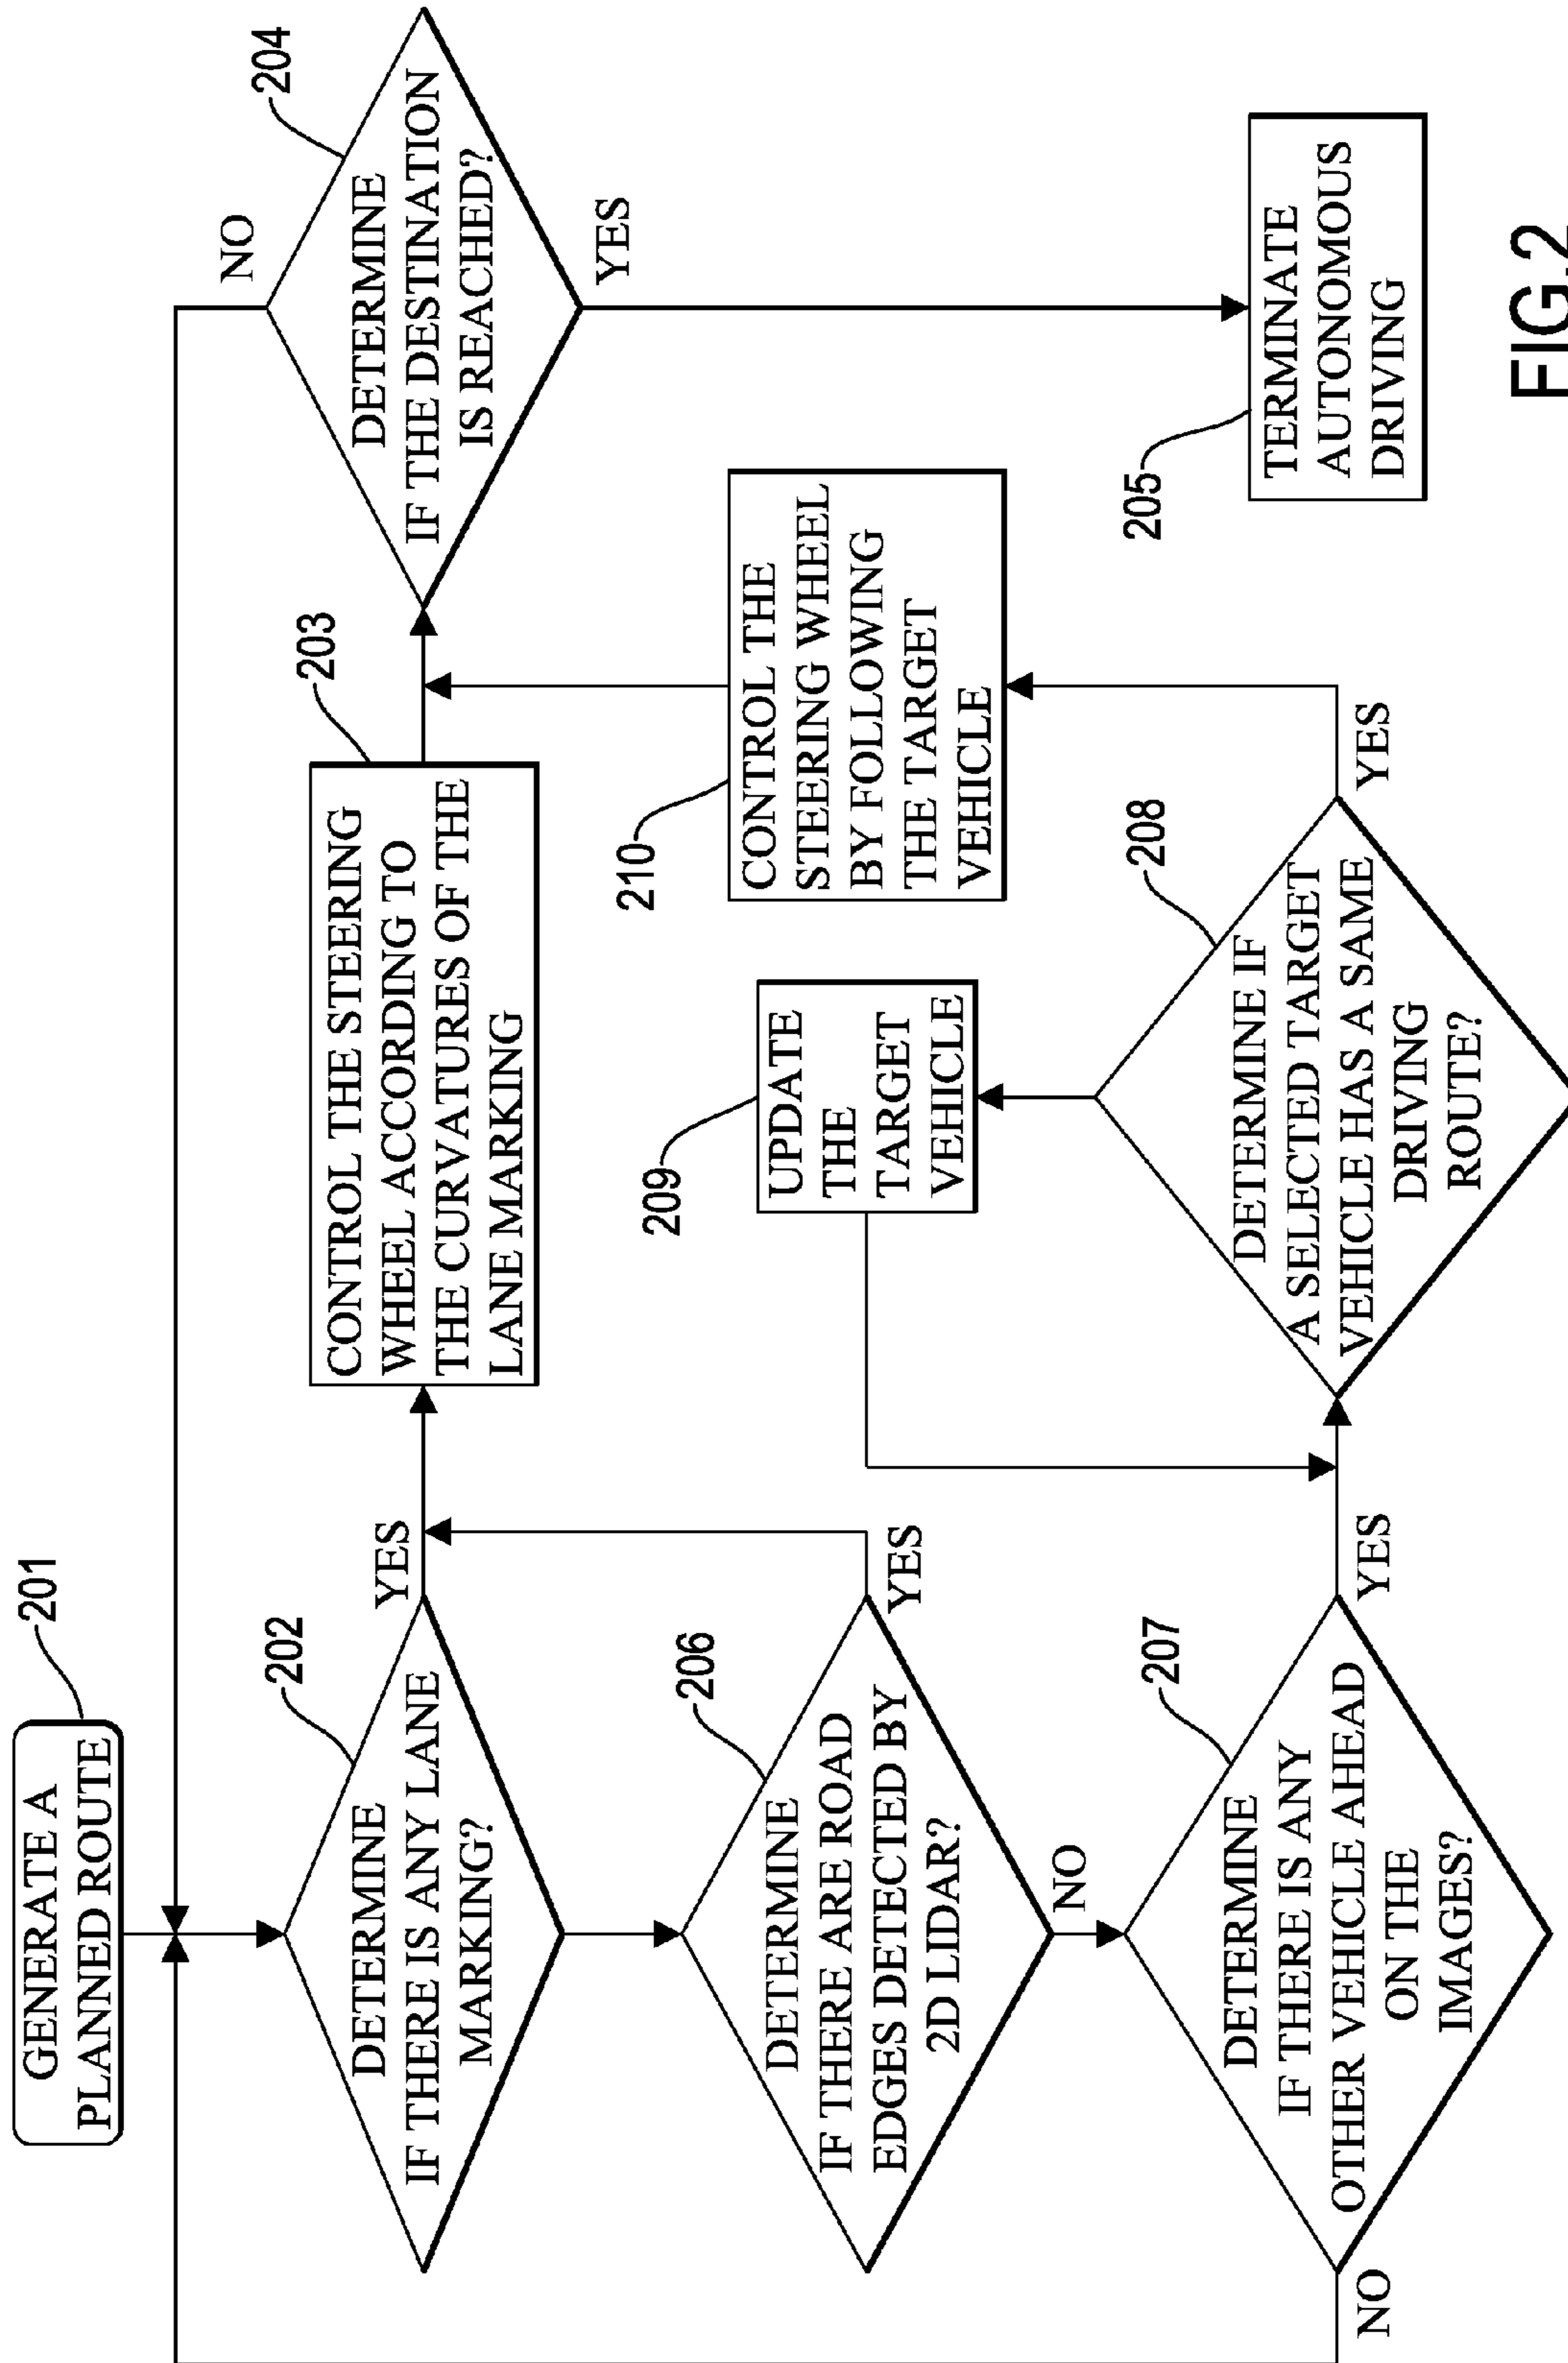 GENERATE A
PLANNED ROUTE
201
DETERMINE
IF THERE IS ANY LANE
MARKING?
202
YES
CONTROL THE STEERING
WHEEL ACCORDING TO
THE CURVATURES OF THE
LANE MARKING
203
DETERMINE
IF THE DESTINATION
IS REACHED?
204
NO
YES
TERMINATE
AUTONOMOUS
DRIVING
205
DETERMINE
IF THERE ARE ROAD
EDGES DETECTED BY
2D LIDAR?
206
YES
NO
DETERMINE
IF THERE IS ANY
OTHER VEHICLE AHEAD
ON THE
IMAGES?
207
NO
YES
DETERMINE IF
A SELECTED TARGET
VEHICLE HAS A SAME
DRIVING
ROUTE?
208
YES
UPDATE
THE
TARGET
VEHICLE
209
CONTROL THE
STEERING WHEEL
BY FOLLOWING
THE TARGET
VEHICLE
210
FIG.2